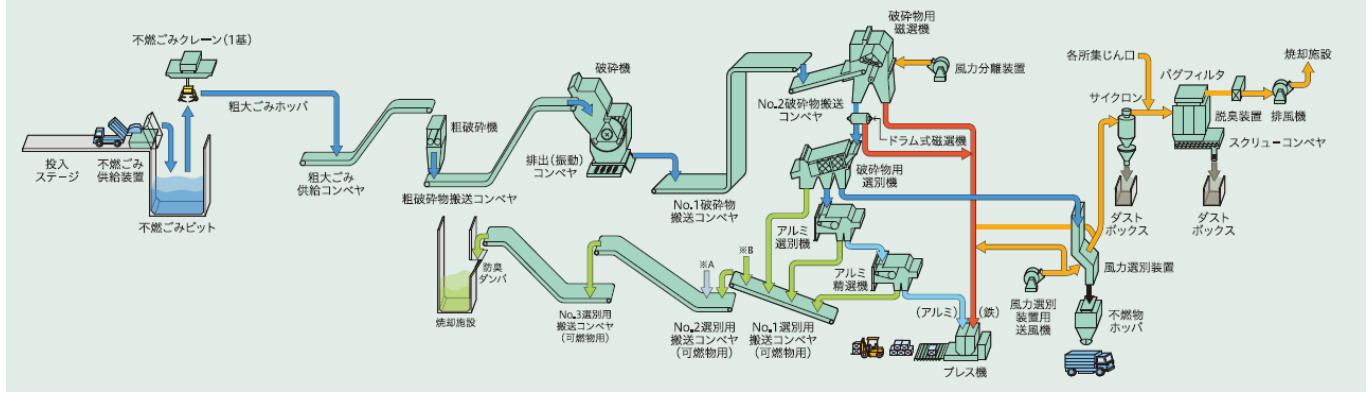 不燃ごみクレーン(1基)
粗大ごみホッパ
投入
ステージ
不燃ごみ
供給装置
不燃ごみピット
粗大ごみ
供給コンベヤ
粗破砕機
粗破砕物搬送コンベヤ
破砕機
排出(振動)
コンベヤ
No.1破砕物
搬送コンベヤ
No.2破砕物搬送
コンベヤ
破砕物用
磁選機
風力分離装置
ドラム式磁選機
破砕物用
選別機
アルミ
選別機
アルミ
精選機
(アルミ)
(鉄)
プレス機
※B
※A
No.1選別用
搬送コンベヤ
(可燃物用)
No.2選別用
搬送コンベヤ
(可燃物用)
No.3選別用
搬送コンベヤ
(可燃物用)
防臭
ダンパ
焼却施設
各所集じん口
サイクロン
バグフィルタ
焼却施設
脱臭装置
排風機
スクリューコンベヤ
ダスト
ボックス
ダスト
ボックス
風力選別装置
風力選別
装置用
送風機
不燃物
ホッパ